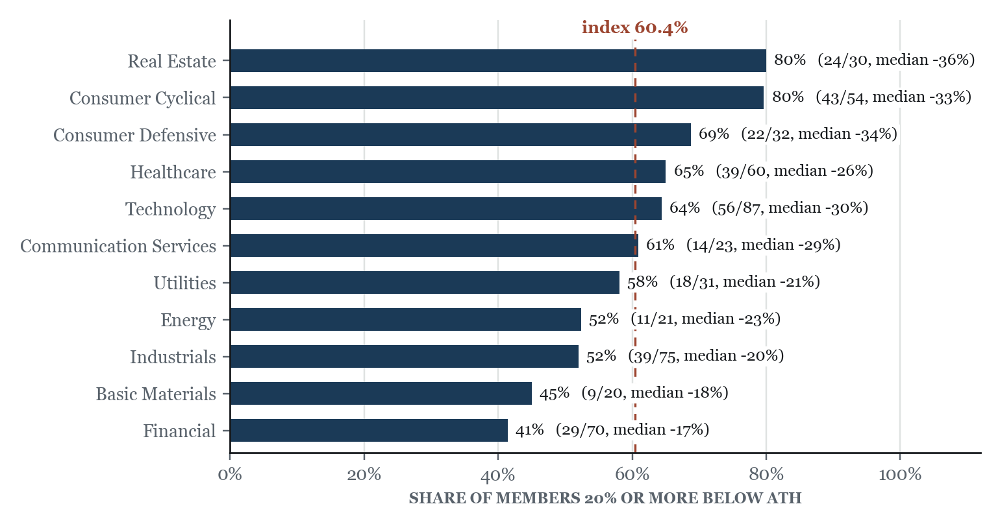 index 60.4%
Real Estate 80% (24/30, median -36%)
Consumer Cyclical 80% (43/54, median -33%)
Consumer Defensive 69% (22/32, median -34%)
Healthcare 65% (39/60, median -26%)
Technology 64% (56/87, median -30%)
Communication Services 61% (14/23, median -29%)
Utilities 58% (18/31, median -21%)
Energy 52% (11/21, median -23%)
Industrials 52% (39/75, median -20%)
Basic Materials 45% (9/20, median -18%)
Financial 41% (29/70, median -17%)
0% 20% 40% 60% 80% 100%
SHARE OF MEMBERS 20% OR MORE BELOW ATH